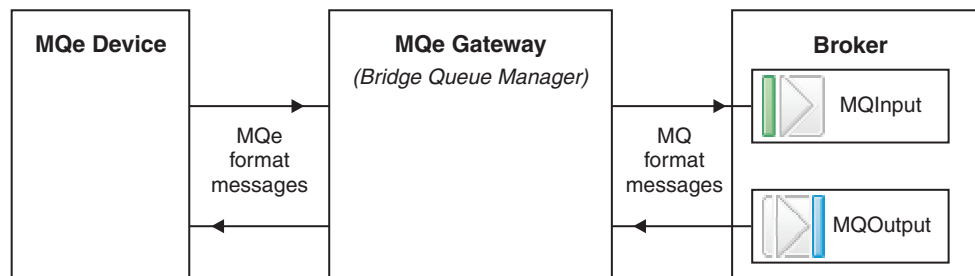 MQe Device
MQe Gateway
(Bridge Queue Manager)
Broker
MQInput
MQe
format
messages
MQ
format
messages
MQOutput